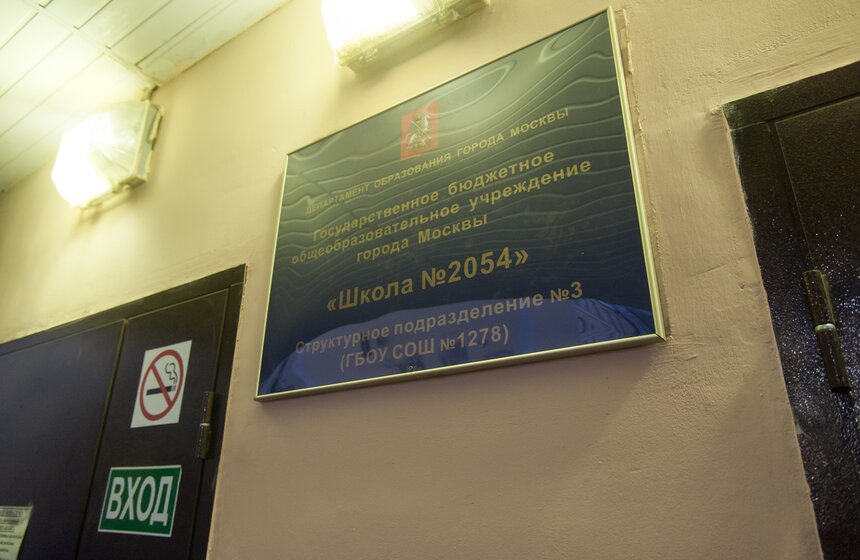 ДЕПАРТАМЕНТ ОБРАЗОВАНИЯ ГОРОДА МОСКВЫ
Государственное бюджетное
общеобразовательное учреждение
города Москвы
«Школа №2054»
Структурное подразделение №3
(ГБОУ СОШ №1278)
ВХОД